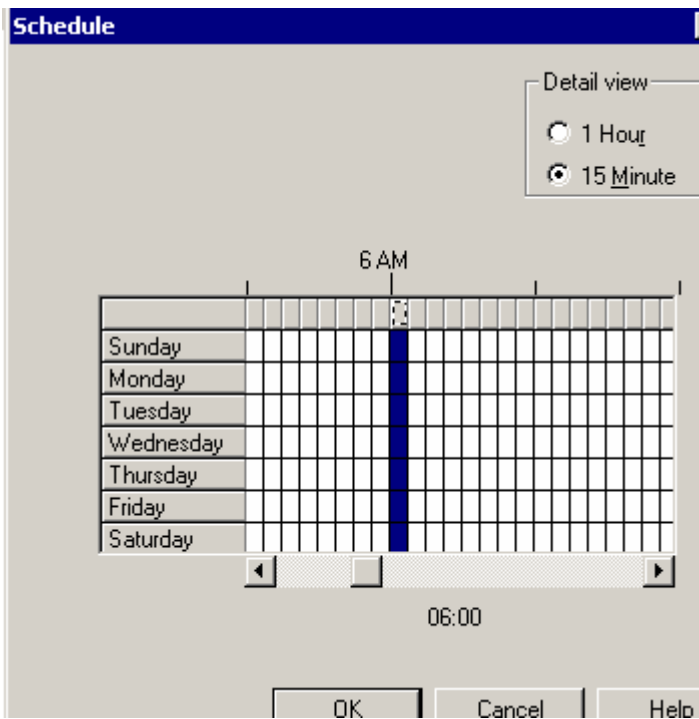 Schedule
Detail view
1 Hour
15 Minute
6 AM
Sunday
Monday
Tuesday
Wednesday
Thursday
Friday
Saturday
06:00
OK Cancel Help